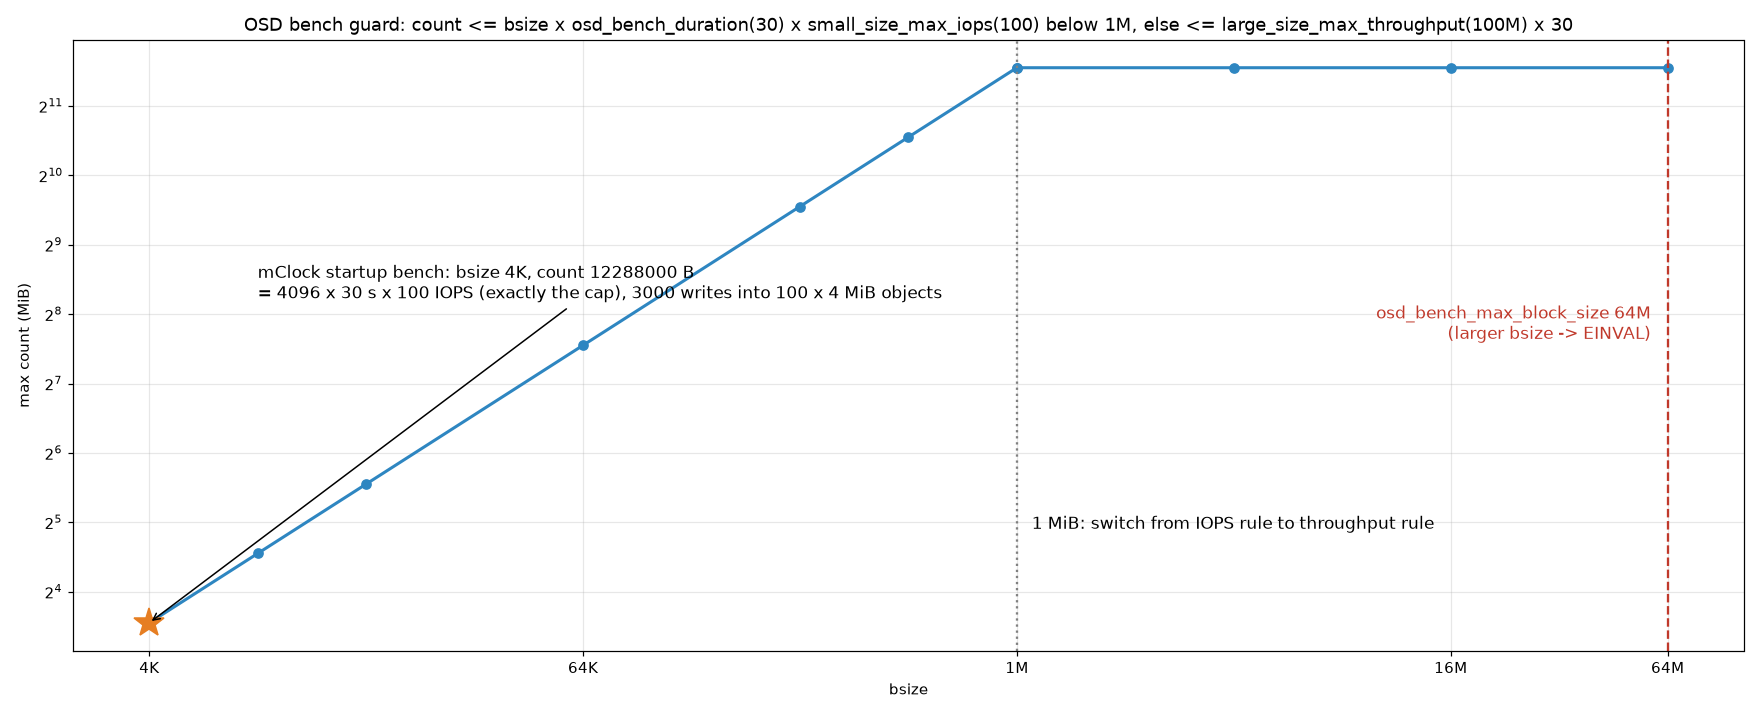 OSD bench guard: count <= bsize x osd_bench_duration(30) x small_size_max_iops(100) below 1M, else <= large_size_max_throughput(100M) x 30
max count (MiB)
2^11
2^10
2^9
2^8
2^7
2^6
2^5
2^4
mClock startup bench: bsize 4K, count 12288000 B
= 4096 x 30 s x 100 IOPS (exactly the cap), 3000 writes into 100 x 4 MiB objects
osd_bench_max_block_size 64M
(larger bsize -> EINVAL)
1 MiB: switch from IOPS rule to throughput rule
4K
64K
1M
16M
64M
bsize